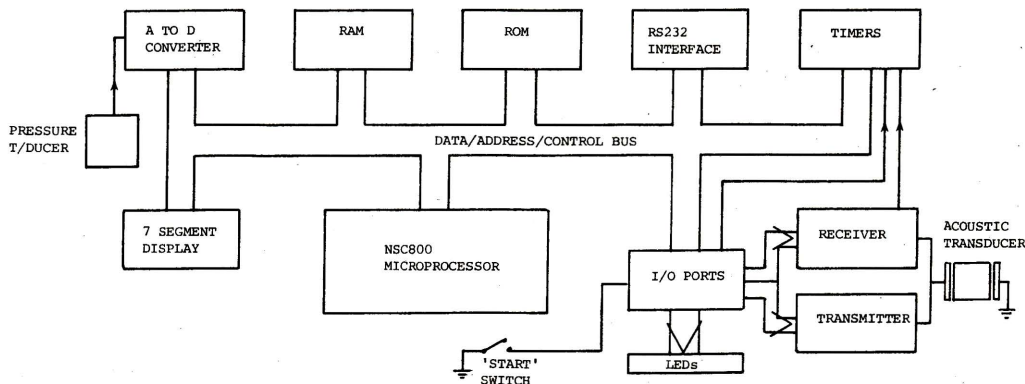 A TO D
CONVERTER
RAM
ROM
RS232
INTERFACE
TIMERS
PRESSURE
T/DUCER
DATA/ADDRESS/CONTROL BUS
7 SEGMENT
DISPLAY
NSC800
MICROPROCESSOR
I/O PORTS
RECEIVER
ACOUSTIC
TRANSDUCER
TRANSMITTER
'START'
SWITCH
LEDs